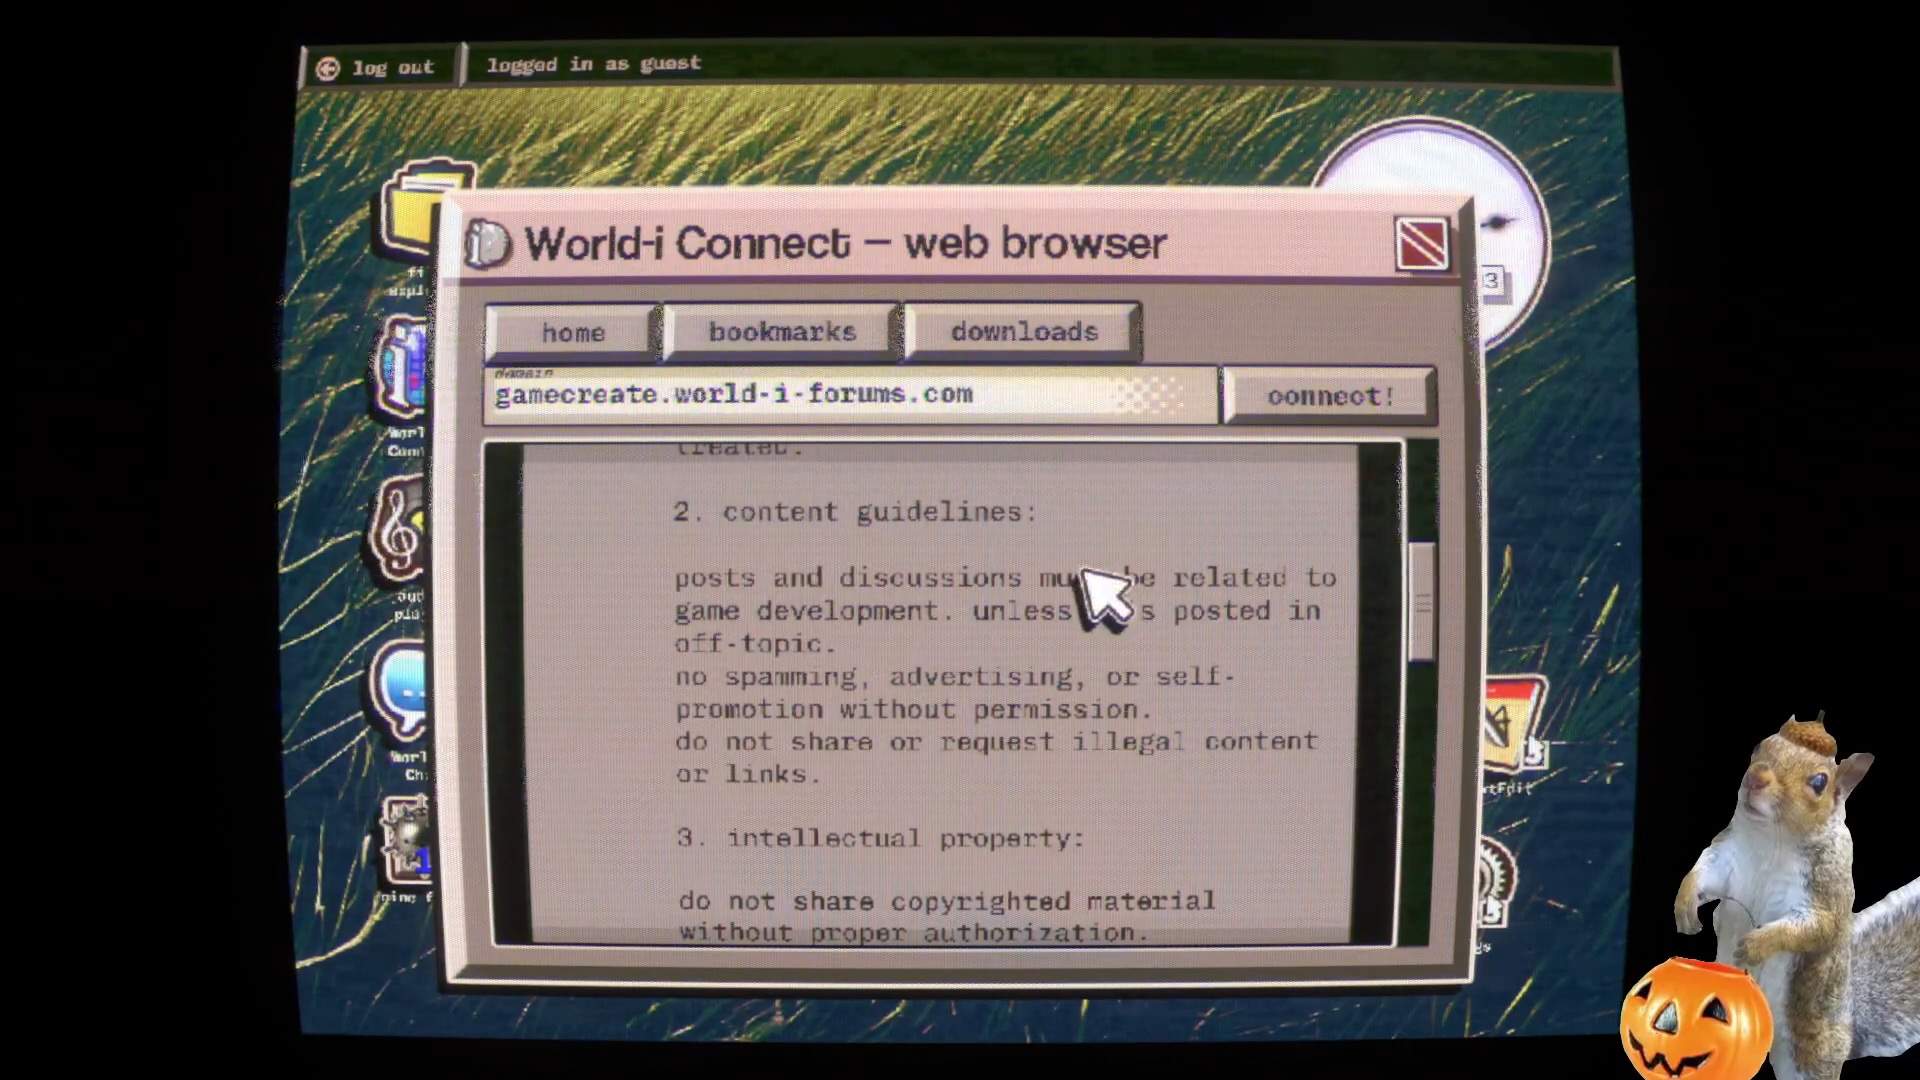 log out
logged in as guest
World-i Connect — web browser
3
home
bookmarks
downloads
domain
gamecreate.world-i-forums.com
connect!
created.
2. content guidelines:
posts and discussions be related to
game development. unless posted in
off-topic.
no spamming, advertising, or self-
promotion without permission.
do not share or request illegal content
or links.
3. intellectual property:
do not share copyrighted material
without proper authorization.